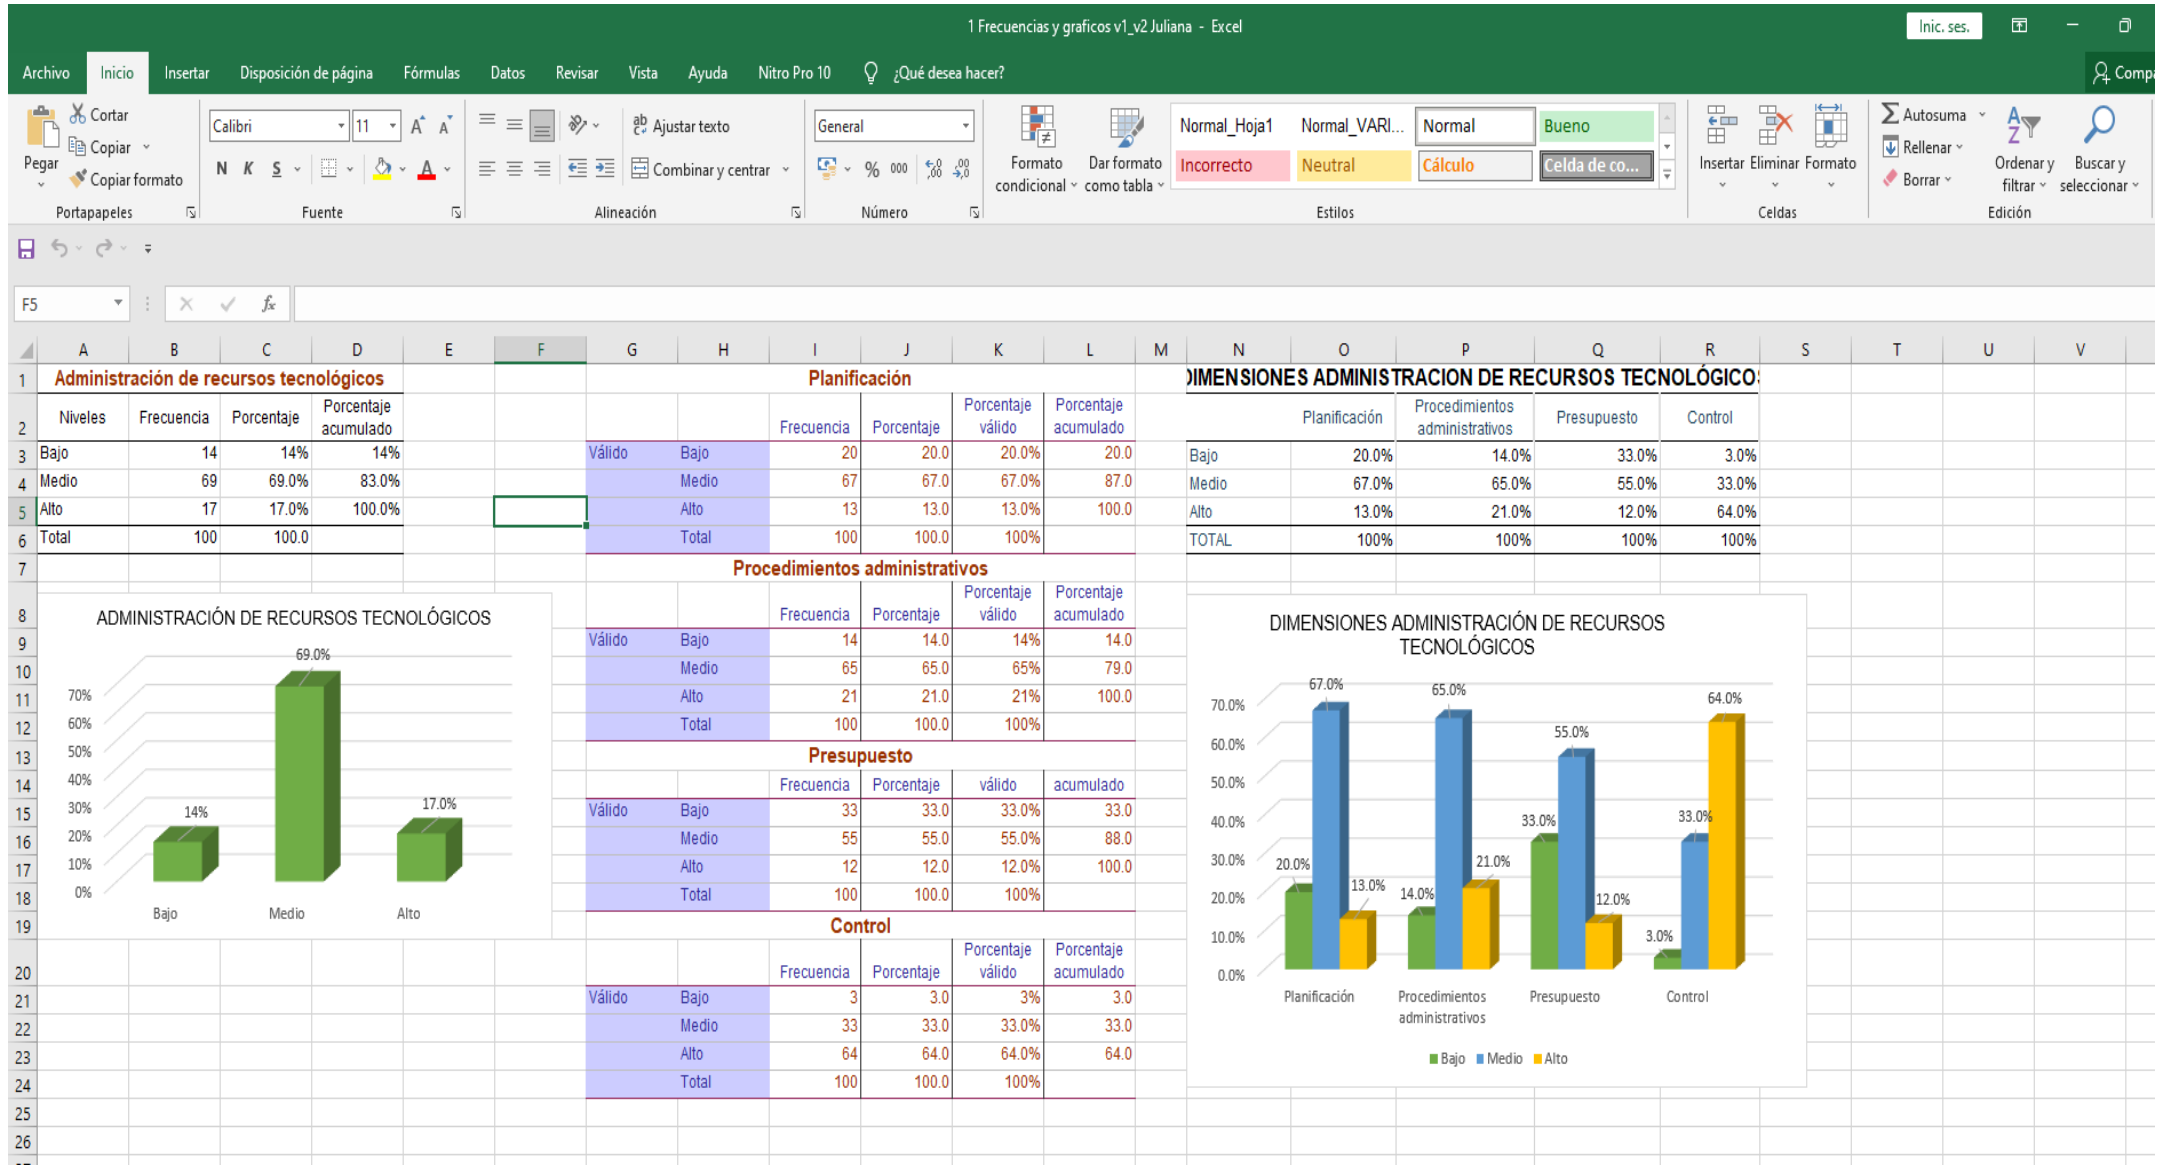 1 Frecuencias y graficos v1_v2 Juliana - Excel
Inic. ses.
Archivo Inicio Insertar Disposición de página Fórmulas Datos Revisar Vista Ayuda Nitro Pro 10 ¿Qué desea hacer?
Pegar
Cortar
Copiar
Copiar formato
Portapapeles
Calibri 11
N K S
Fuente
Ajustar texto
Combinar y centrar
Alineación
General
% 000
Número
Formato condicional
Dar formato como tabla
Normal_Hoja1 Normal_VARI... Normal Bueno
Incorrecto Neutral Cálculo Celda de co...
Estilos
Insertar Eliminar Formato
Celdas
Autosuma
Rellenar
Borrar
Ordenar y filtrar
Buscar y seleccionar
Edición
F5 fx
A B C D E F G H I J K L M N O P Q R S T U V
Administración de recursos tecnológicos
Niveles Frecuencia Porcentaje Porcentaje acumulado
Bajo 14 14% 14%
Medio 69 69.0% 83.0%
Alto 17 17.0% 100.0%
Total 100 100.0
ADMINISTRACIÓN DE RECURSOS TECNOLÓGICOS
70%
60%
50%
40%
30%
20%
10%
0%
14% 69.0% 17.0%
Bajo Medio Alto
Planificación
Frecuencia Porcentaje Porcentaje válido Porcentaje acumulado
Válido Bajo 20 20.0 20.0% 20.0
Medio 67 67.0 67.0% 87.0
Alto 13 13.0 13.0% 100.0
Total 100 100.0 100%
Procedimientos administrativos
Frecuencia Porcentaje Porcentaje válido Porcentaje acumulado
Válido Bajo 14 14.0 14% 14.0
Medio 65 65.0 65% 79.0
Alto 21 21.0 21% 100.0
Total 100 100.0 100%
Presupuesto
Frecuencia Porcentaje válido acumulado
Válido Bajo 33 33.0 33.0% 33.0
Medio 55 55.0 55.0% 88.0
Alto 12 12.0 12.0% 100.0
Total 100 100.0 100%
Control
Frecuencia Porcentaje Porcentaje válido Porcentaje acumulado
Válido Bajo 3 3.0 3% 3.0
Medio 33 33.0 33.0% 33.0
Alto 64 64.0 64.0% 64.0
Total 100 100.0 100%
ADMINISTRACION DE RECURSOS
Planificación Procedimientos administrativos Presupuesto Control
Bajo 20.0% 14.0% 33.0% 3.0%
Medio 67.0% 65.0% 55.0% 33.0%
Alto 13.0% 21.0% 12.0% 64.0%
TOTAL 100% 100% 100% 100%
DIMENSIONES ADMINISTRACIÓN DE RECURSOS
TECNOLÓGICOS
70.0%
60.0%
50.0%
40.0%
30.0%
20.0%
10.0%
0.0%
20.0% 67.0% 13.0%
14.0% 65.0% 21.0%
33.0% 55.0% 12.0%
3.0% 33.0% 64.0%
Planificación Procedimientos administrativos Presupuesto Control
Bajo Medio Alto
1
2
3
4
5
6
7
8
9
10
11
12
13
14
15
16
17
18
19
20
21
22
23
24
25
26